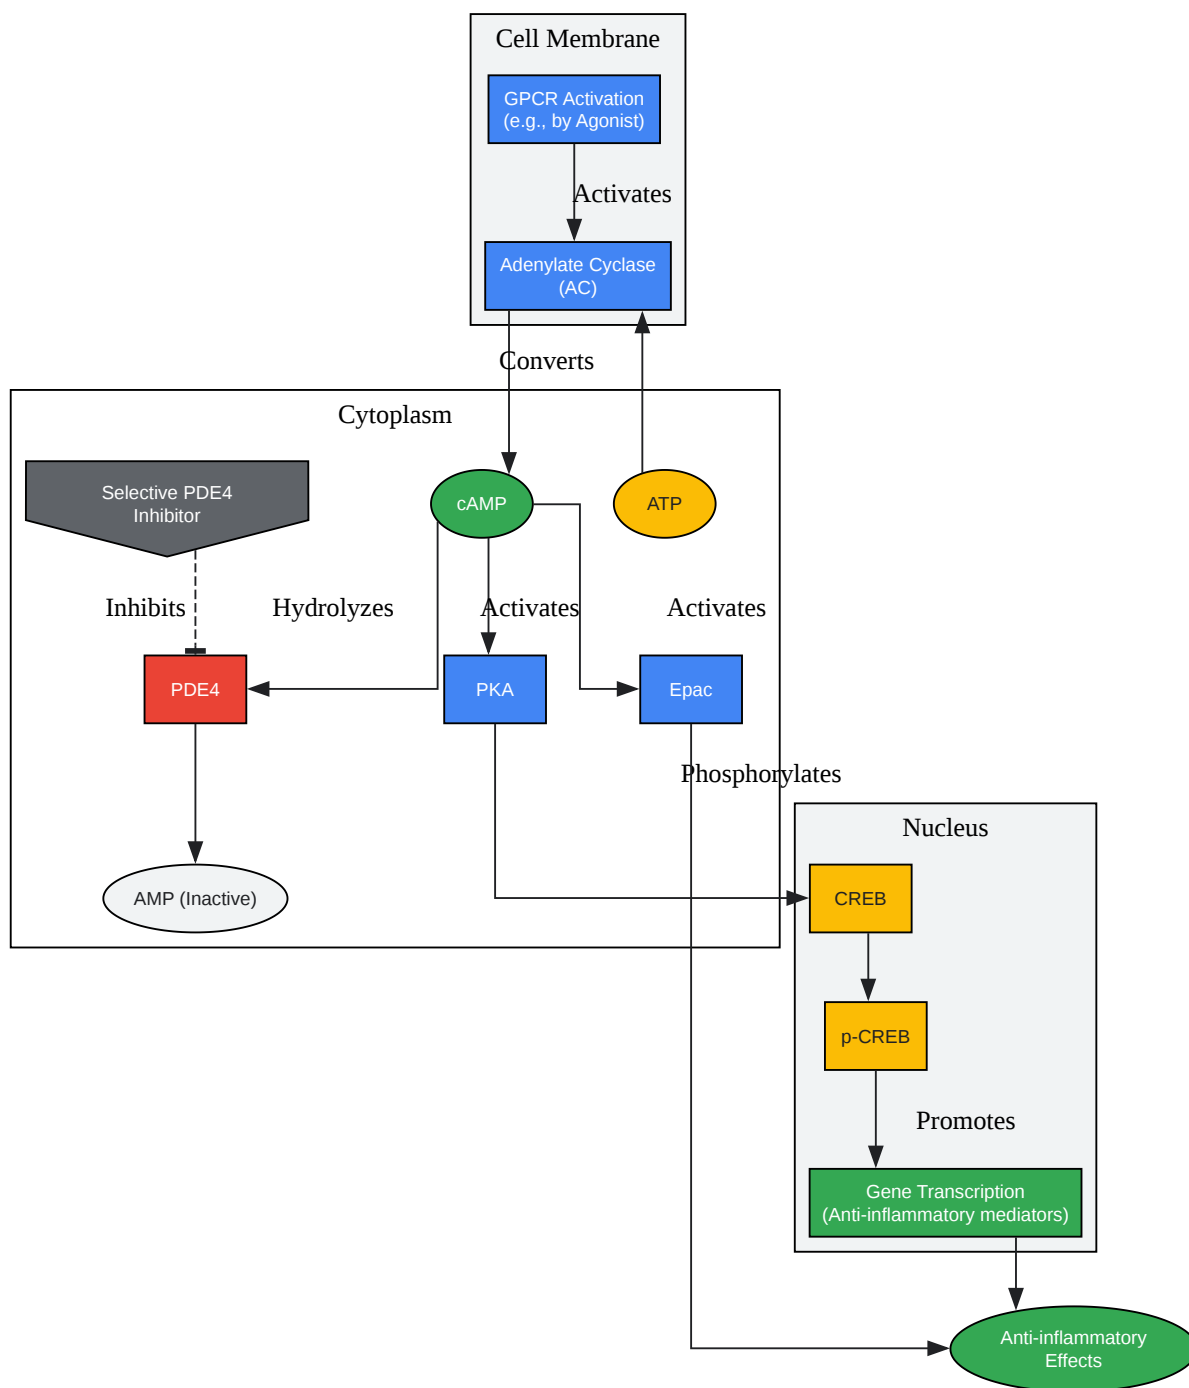 Cell Membrane
GPCR Activation
(e.g., by Agonist)
Activates
Adenylate Cyclase
(AC)
Converts
Cytoplasm
Selective PDE4
Inhibitor
cAMP
ATP
Inhibits
Hydrolyzes
Activates
Activates
PDE4
PKA
Epac
Phosphorylates
Nucleus
AMP (Inactive)
CREB
p-CREB
Promotes
Gene Transcription
(Anti-inflammatory mediators)
Anti-inflammatory
Effects